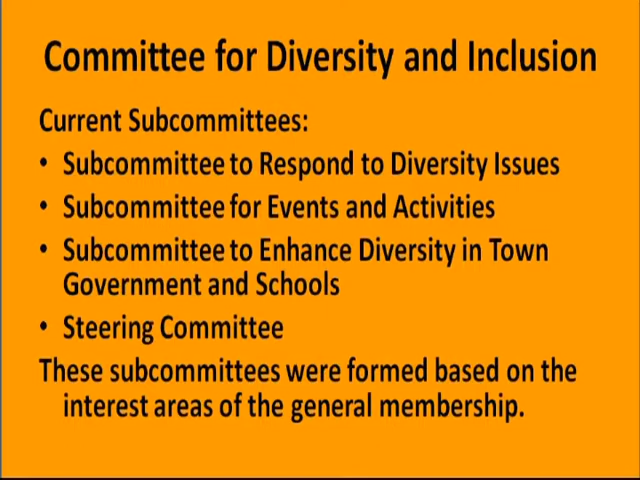 Committee for Diversity and Inclusion
Current Subcommittees:
• Subcommittee to Respond to Diversity Issues
• Subcommittee for Events and Activities
• Subcommittee to Enhance Diversity in Town
Government and Schools
• Steering Committee
These subcommittees were formed based on the
interest areas of the general membership.